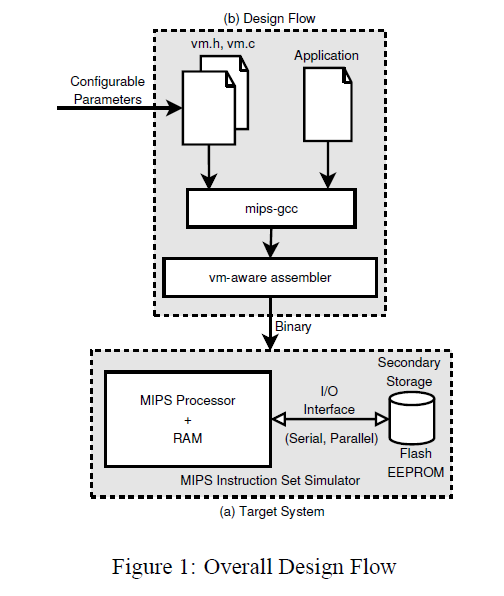 (b) Design Flow
vm.h, vm.c
Application
Configurable
Parameters
mips-gcc
vm-aware assembler
Binary
Secondary
Storage
MIPS Processor
+
RAM
I/O
Interface
(Serial, Parallel)
Flash
EEPROM
MIPS Instruction Set Simulator
(a) Target System
Figure 1: Overall Design Flow